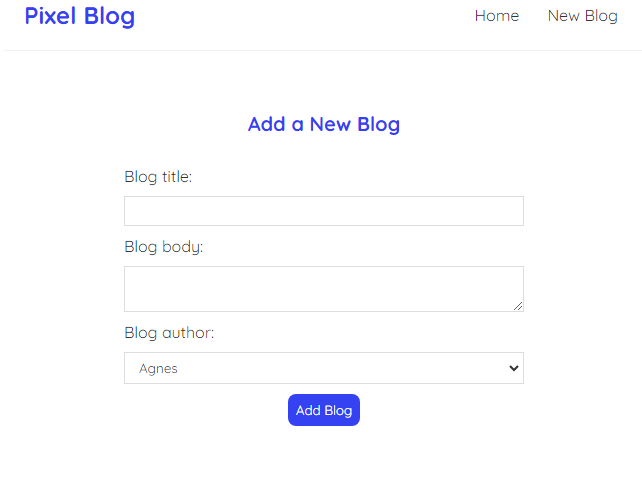 Pixel Blog
Home New Blog
Add a New Blog
Blog title:
Blog body:
Blog author:
Agnes
Add Blog